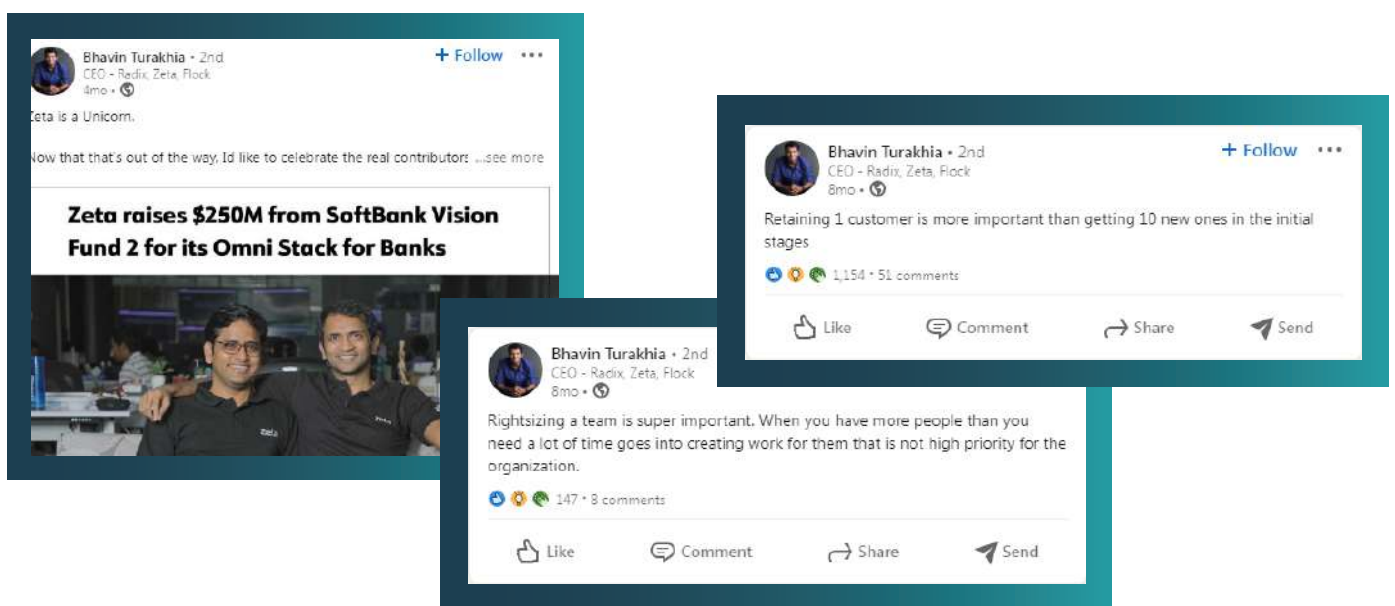 Bhavin Turakhia • 2nd
+ Follow •••
CEO - Radix, Zeta, Flock
4mo •
Zeta is a Unicorn.
Now that that's out of the way, Id like to celebrate the real contributors ...see more
Zeta raises $250M from SoftBank Vision
Fund 2 for its Omni Stack for Banks
zeta
zeta
Bhavin Turakhia • 2nd
CEO - Radix, Zeta, Flock
8mo •
Rightsizing a team is super important. When you have more people than you
need a lot of time goes into creating work for them that is not high priority for the
organization.
147 • 8 comments
Like Comment Share Send
Bhavin Turakhia • 2nd
+ Follow •••
CEO - Radix, Zeta, Flock
8mo •
Retaining 1 customer is more important than getting 10 new ones in the initial
stages
1,154 • 51 comments
Like Comment Share Send